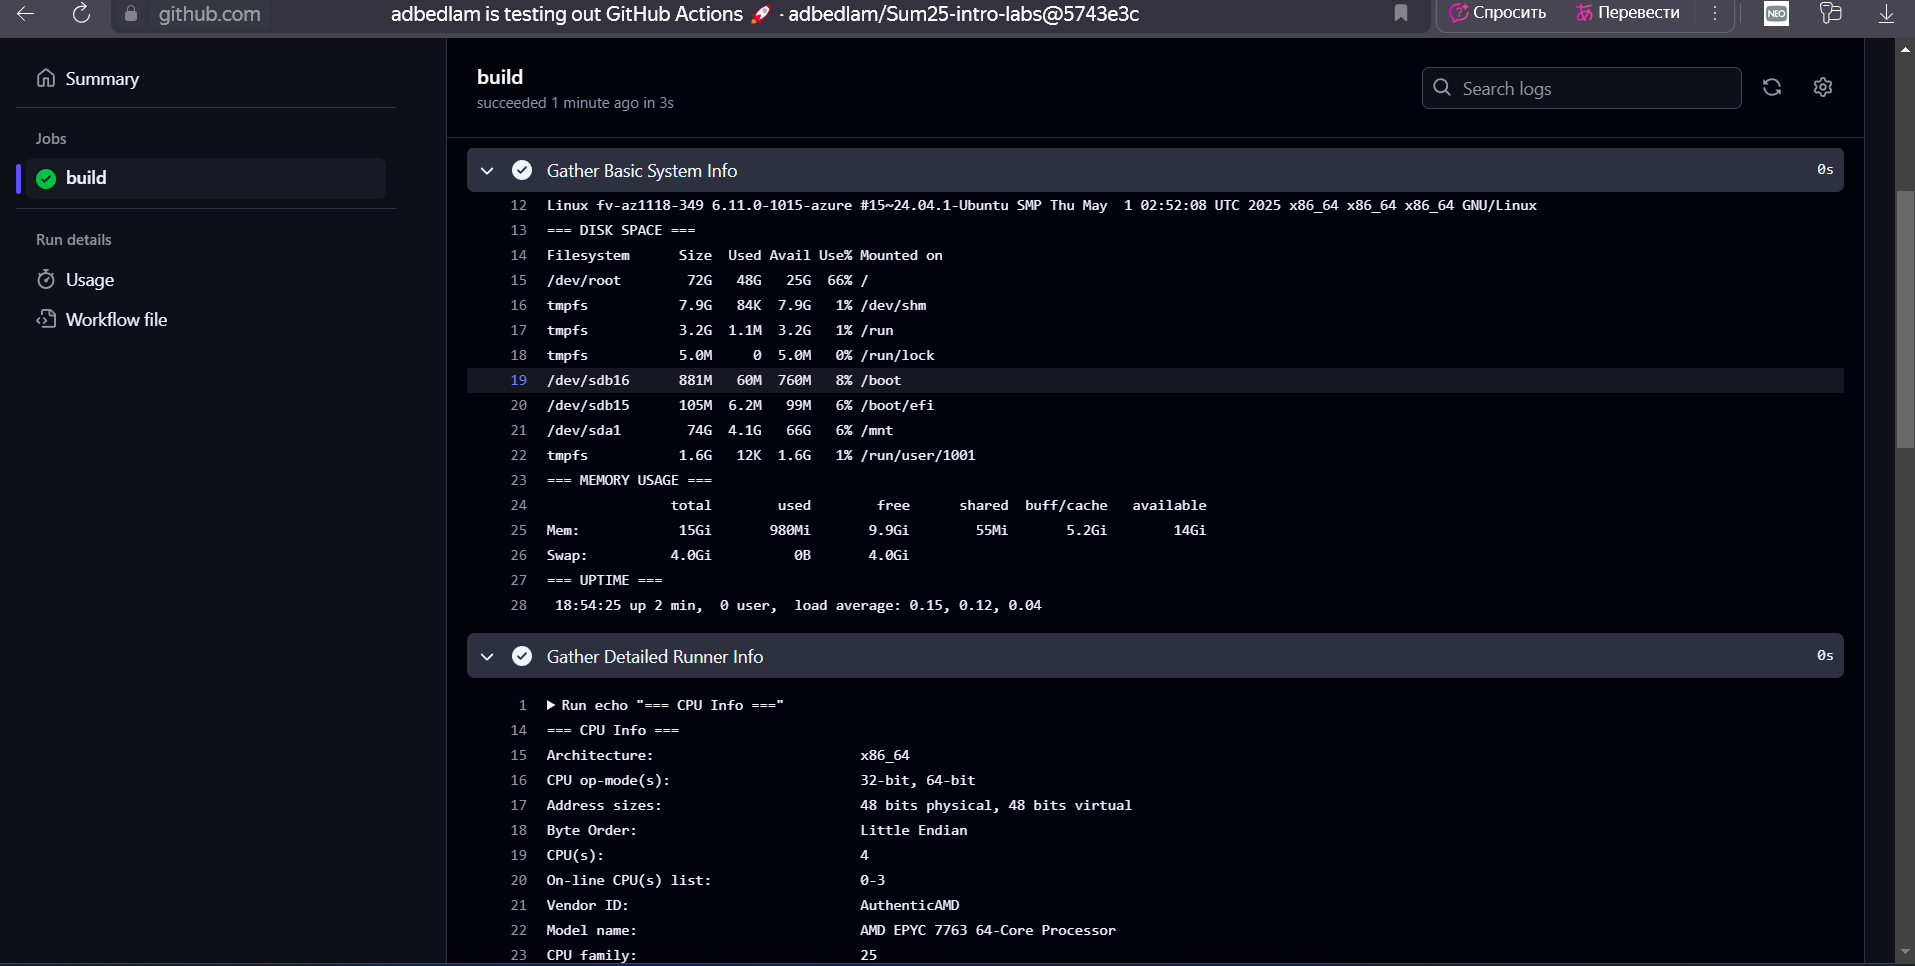 github.com adbedlam is testing out GitHub Actions 🚀 · adbedlam/Sum25-intro-labs@5743e3c Спросить Перевести NEO
Summary
Jobs
build
Run details
Usage
Workflow file
build
succeeded 1 minute ago in 3s
Search logs
Gather Basic System Info 0s
12 Linux fv-az1118-349 6.11.0-1015-azure #15~24.04.1-Ubuntu SMP Thu May  1 02:52:08 UTC 2025 x86_64 x86_64 x86_64 GNU/Linux
13 === DISK SPACE ===
14 Filesystem      Size  Used Avail Use% Mounted on
15 /dev/root        72G   48G   25G  66% /
16 tmpfs           7.9G   84K  7.9G   1% /dev/shm
17 tmpfs           3.2G  1.1M  3.2G   1% /run
18 tmpfs           5.0M     0  5.0M   0% /run/lock
19 /dev/sdb16      881M   60M  760M   8% /boot
20 /dev/sdb15      105M  6.2M   99M   6% /boot/efi
21 /dev/sda1        74G  4.1G   66G   6% /mnt
22 tmpfs           1.6G   12K  1.6G   1% /run/user/1001
23 === MEMORY USAGE ===
24                total        used        free      shared  buff/cache   available
25 Mem:            15Gi       980Mi       9.9Gi        55Mi       5.2Gi        14Gi
26 Swap:          4.0Gi          0B       4.0Gi
27 === UPTIME ===
28  18:54:25 up 2 min,  0 user,  load average: 0.15, 0.12, 0.04
Gather Detailed Runner Info 0s
1 ▶ Run echo "=== CPU Info ==="
14 === CPU Info ===
15 Architecture:                         x86_64
16 CPU op-mode(s):                       32-bit, 64-bit
17 Address sizes:                        48 bits physical, 48 bits virtual
18 Byte Order:                           Little Endian
19 CPU(s):                               4
20 On-line CPU(s) list:                  0-3
21 Vendor ID:                            AuthenticAMD
22 Model name:                           AMD EPYC 7763 64-Core Processor
23 CPU family:                           25